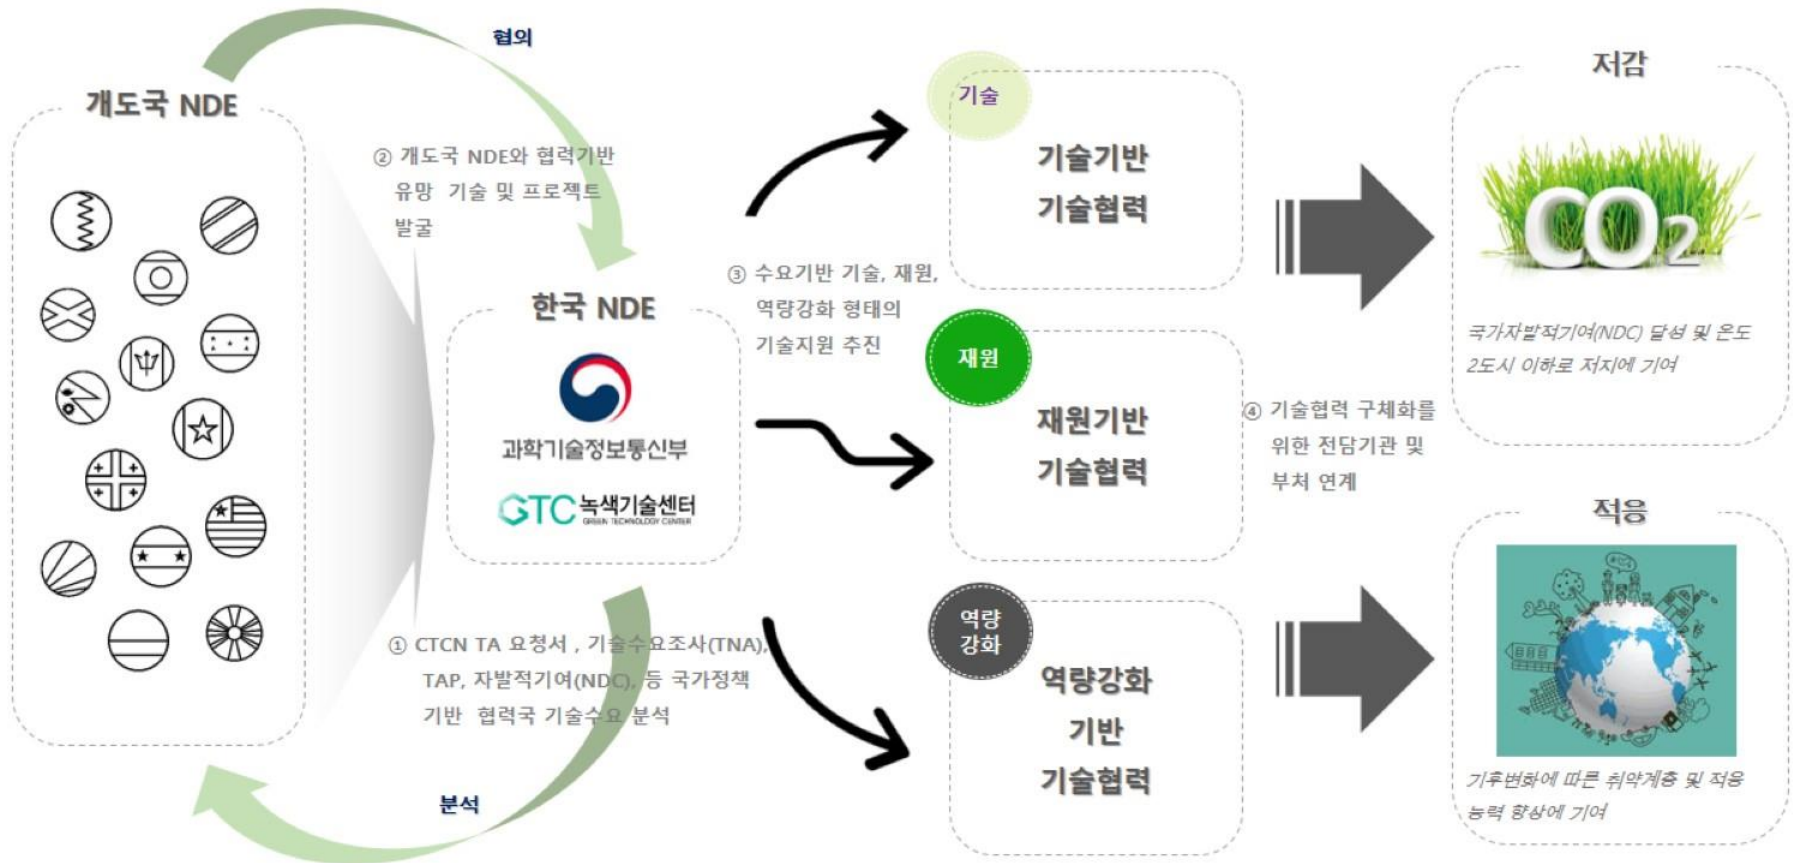 협의
개도국 NDE
② 개도국 NDE와 협력기반
유망 기술 및 프로젝트
발굴
한국 NDE
과학기술정보통신부
GTC 녹색기술센터
GREEN TECHNOLOGY CENTER
① CTCN TA 요청서 , 기술수요조사(TNA),
TAP, 자발적기여(NDC), 등 국가정책
기반 협력국 기술수요 분석
분석
③ 수요기반 기술, 재원,
역량강화 형태의
기술지원 추진
기술
기술기반
기술협력
재원
재원기반
기술협력
역량
강화
역량강화
기반
기술협력
④ 기술협력 구체화를
위한 전담기관 및
부처 연계
저감
CO2
국가자발적기여(NDC) 달성 및 온도
2도시 이하로 저지에 기여
적응
기후변화에 따른 취약계층 및 적응
능력 향상에 기여